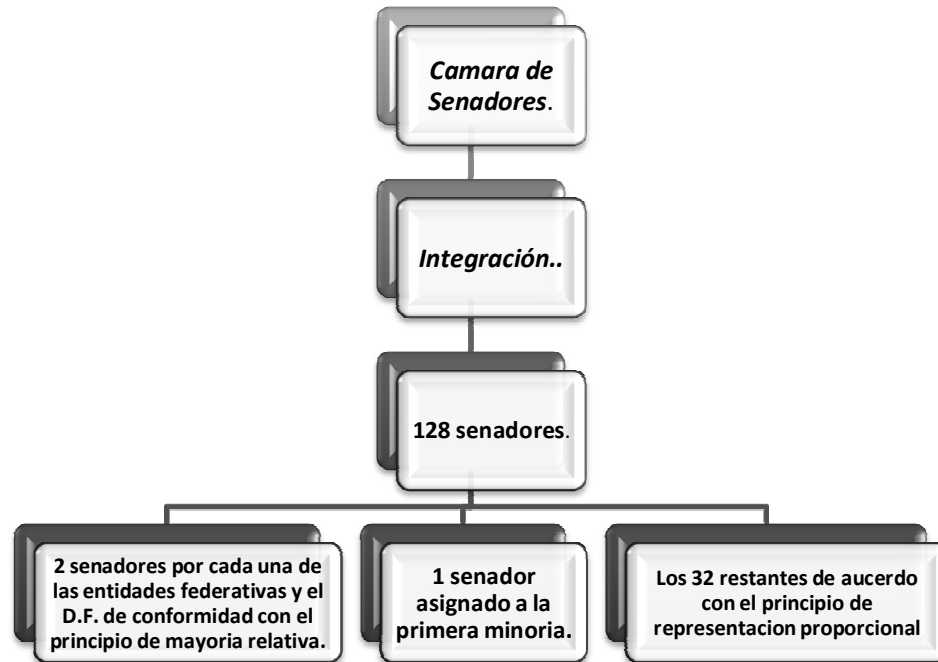 Camara de
Senadores.
Integración..
128 senadores.
2 senadores por cada una de
las entidades federativas y el
D.F. de conformidad con el
principio de mayoria relativa.
1 senador
asignado a la
primera minoria.
Los 32 restantes de aucerdo
con el principio de
representacion proporcional